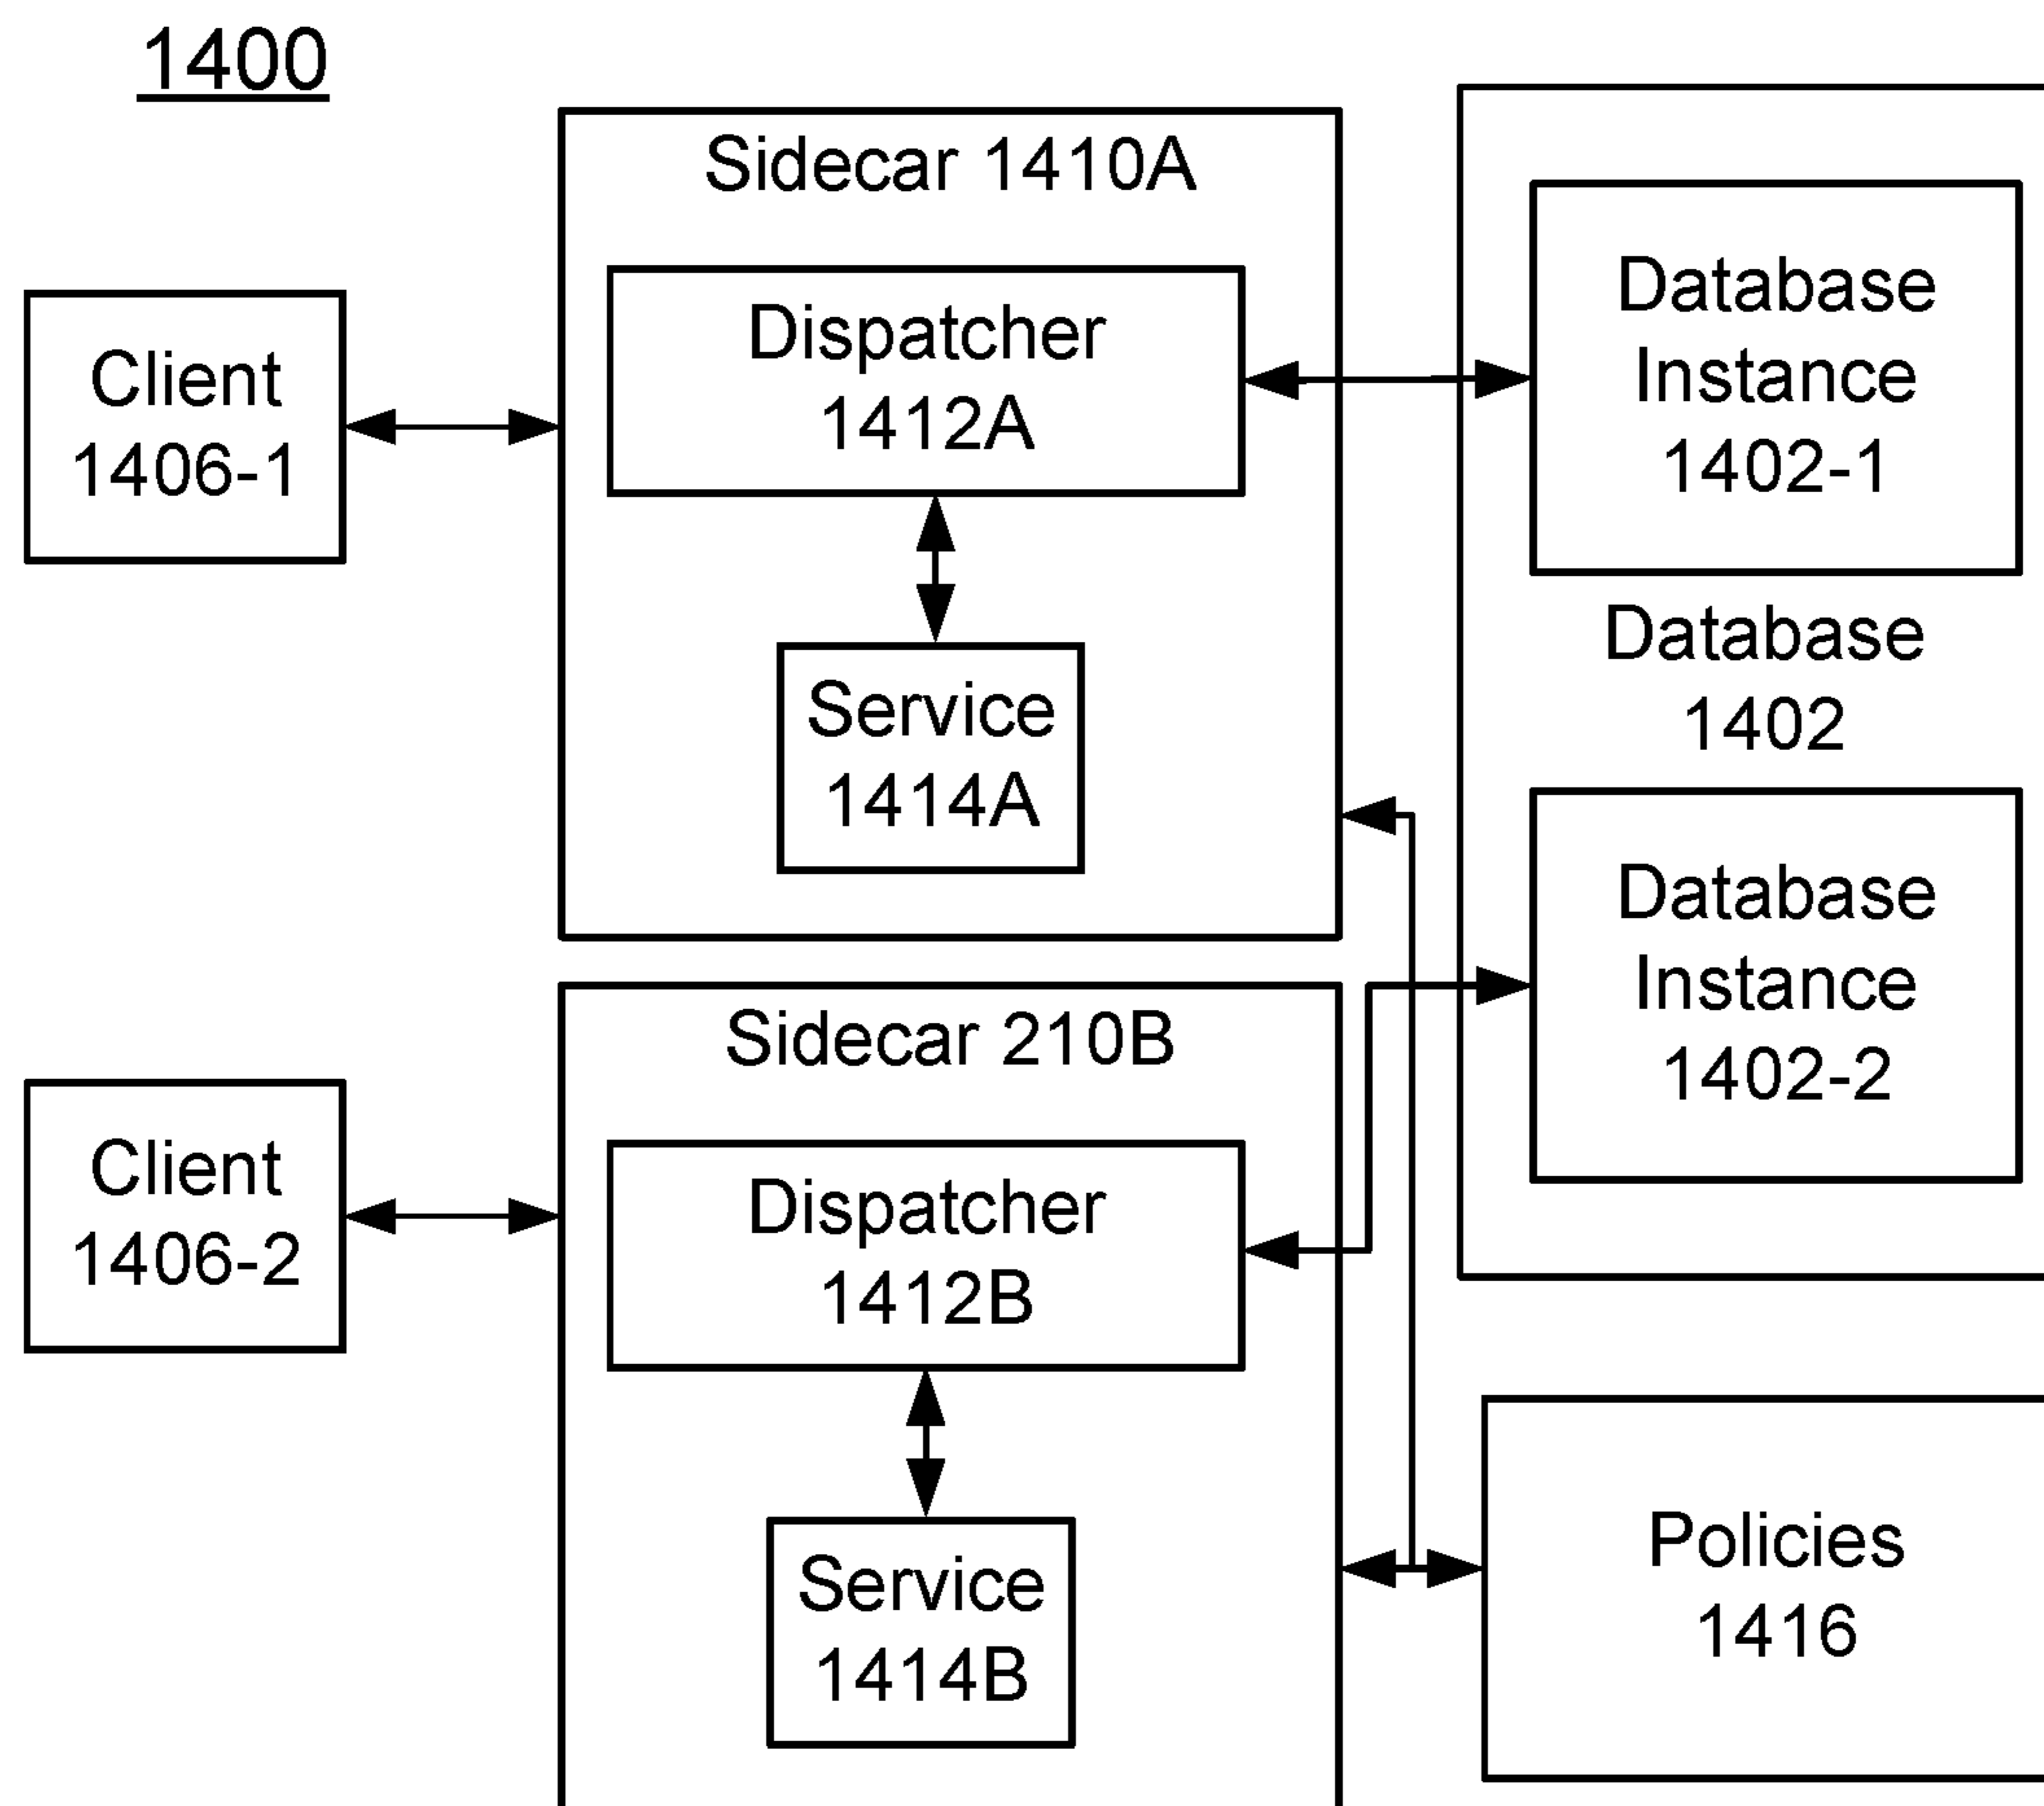 1400
Sidecar 1410A
Dispatcher
1412A
Client
1406-1
Service
1414A
Database
Instance
1402-1
Database
1402
Database
Instance
1402-2
Sidecar 210B
Dispatcher
1412B
Client
1406-2
Service
1414B
Policies
1416